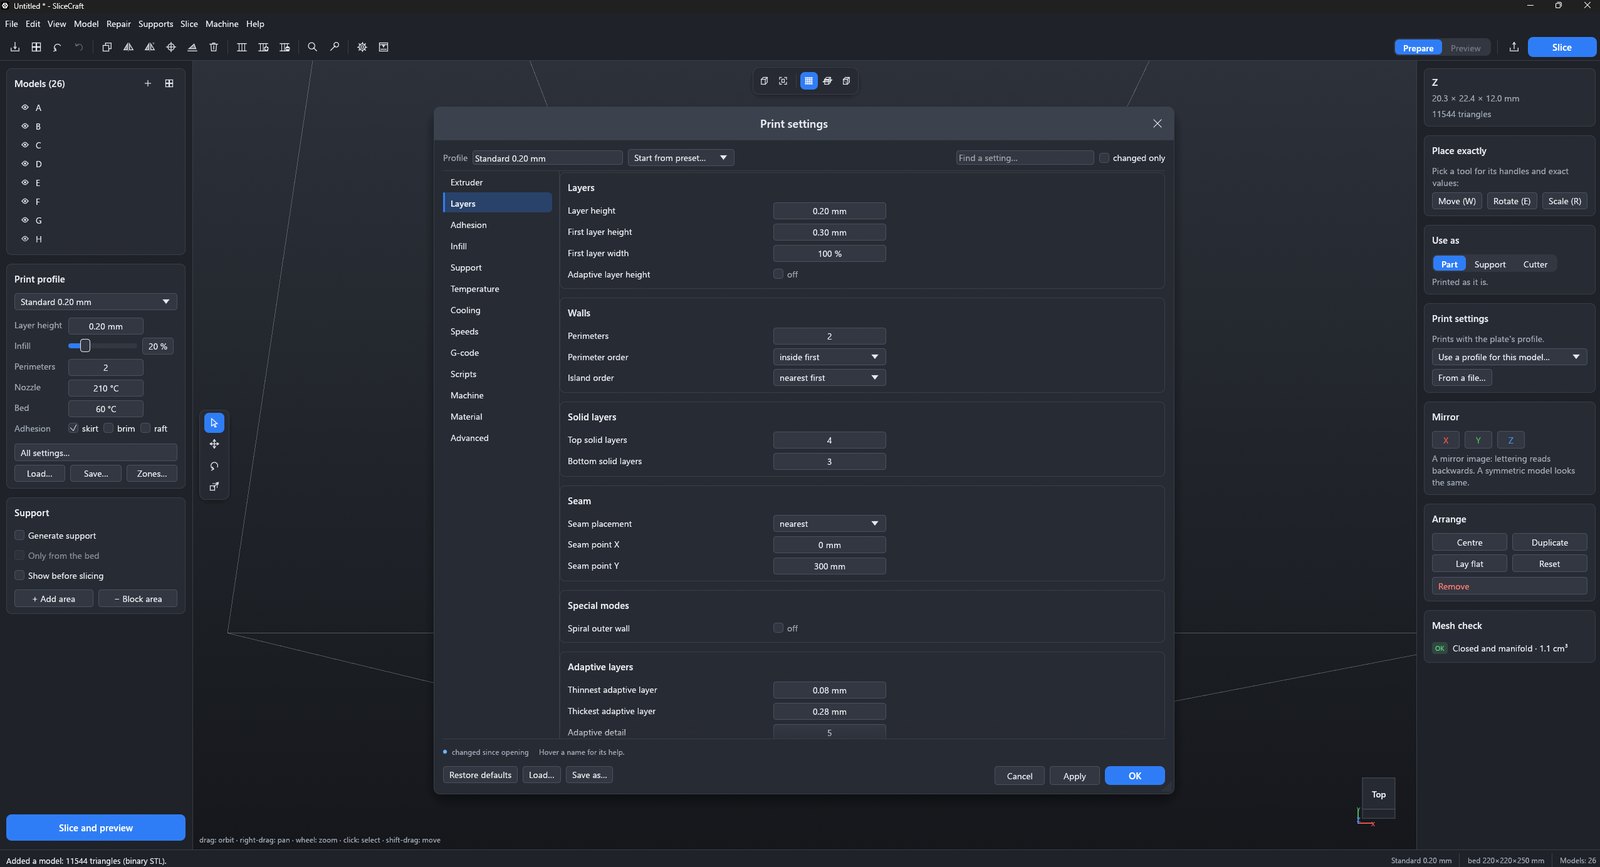 Untitled * - SliceCraft
File Edit View Model Repair Supports Slice Machine Help
Prepare Preview Slice
Models (26)
A
B
C
D
E
F
G
H
Print profile
Standard 0.20 mm
Layer height 0.20 mm
Infill 20 %
Perimeters 2
Nozzle 210 °C
Bed 60 °C
Adhesion skirt brim raft
All settings...
Load... Save... Zones...
Support
Generate support
Only from the bed
Show before slicing
+ Add area − Block area
Slice and preview
Print settings
Profile Standard 0.20 mm Start from preset... Find a setting... changed only
Extruder
Layers
Adhesion
Infill
Support
Temperature
Cooling
Speeds
G-code
Scripts
Machine
Material
Advanced
Layers
Layer height 0.20 mm
First layer height 0.30 mm
First layer width 100 %
Adaptive layer height off
Walls
Perimeters 2
Perimeter order inside first
Island order nearest first
Solid layers
Top solid layers 4
Bottom solid layers 3
Seam
Seam placement nearest
Seam point X 0 mm
Seam point Y 300 mm
Special modes
Spiral outer wall off
Adaptive layers
Thinnest adaptive layer 0.08 mm
Thickest adaptive layer 0.28 mm
Adaptive detail 5
changed since opening Hover a name for its help.
Restore defaults Load... Save as... Cancel Apply OK
Z
20.3 × 22.4 × 12.0 mm
11544 triangles
Place exactly
Pick a tool for its handles and exact
values:
Move (W) Rotate (E) Scale (R)
Use as
Part Support Cutter
Printed as it is.
Print settings
Prints with the plate's profile.
Use a profile for this model...
From a file...
Mirror
X Y Z
A mirror image: lettering reads
backwards. A symmetric model looks
the same.
Arrange
Centre Duplicate
Lay flat Reset
Remove
Mesh check
OK Closed and manifold · 1.1 cm³
Top
Y
X
drag: orbit · right-drag: pan · wheel: zoom · click: select · shift-drag: move
Added a model: 11544 triangles (binary STL). Standard 0.20 mm bed 220×220×250 mm Models: 26